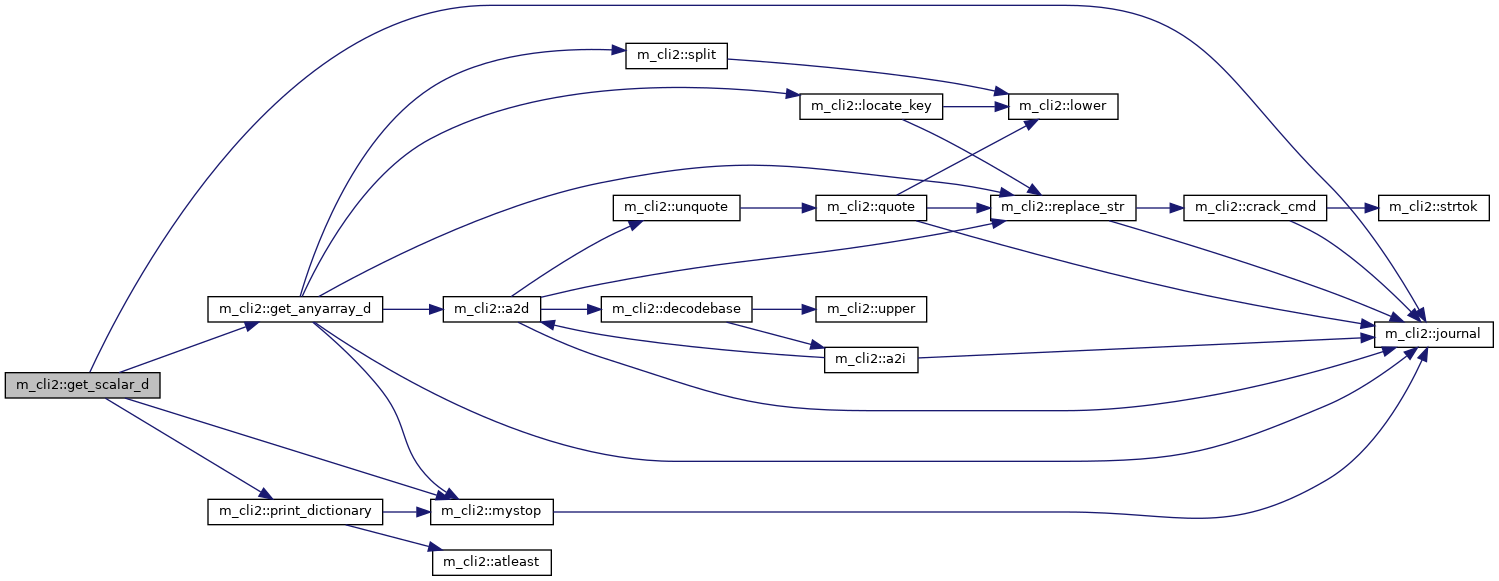 m_cli2::split
m_cli2::locate_key
m_cli2::lower
m_cli2::unquote
m_cli2::quote
m_cli2::replace_str
m_cli2::crack_cmd
m_cli2::strtok
m_cli2::get_anyarray_d
m_cli2::a2d
m_cli2::decodebase
m_cli2::upper
m_cli2::journal
m_cli2::a2i
m_cli2::get_scalar_d
m_cli2::print_dictionary
m_cli2::mystop
m_cli2::atleast